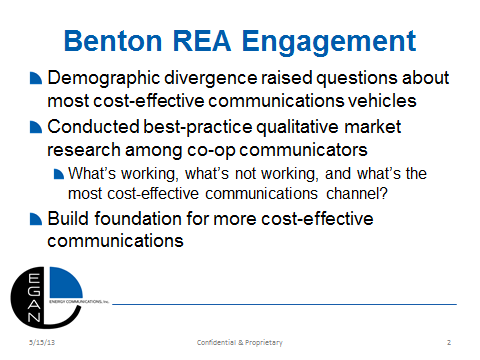 Benton REA Engagement
Demographic divergence raised questions about
most cost-effective communications vehicles
Conducted best-practice qualitative market
research among co-op communicators
What's working, what's not working, and what's the
most cost-effective communications channel?
Build foundation for more cost-effective
communications
EGAN
ENERGY COMMUNICATIONS, Inc.
5/15/13
Confidential & Proprietary
2